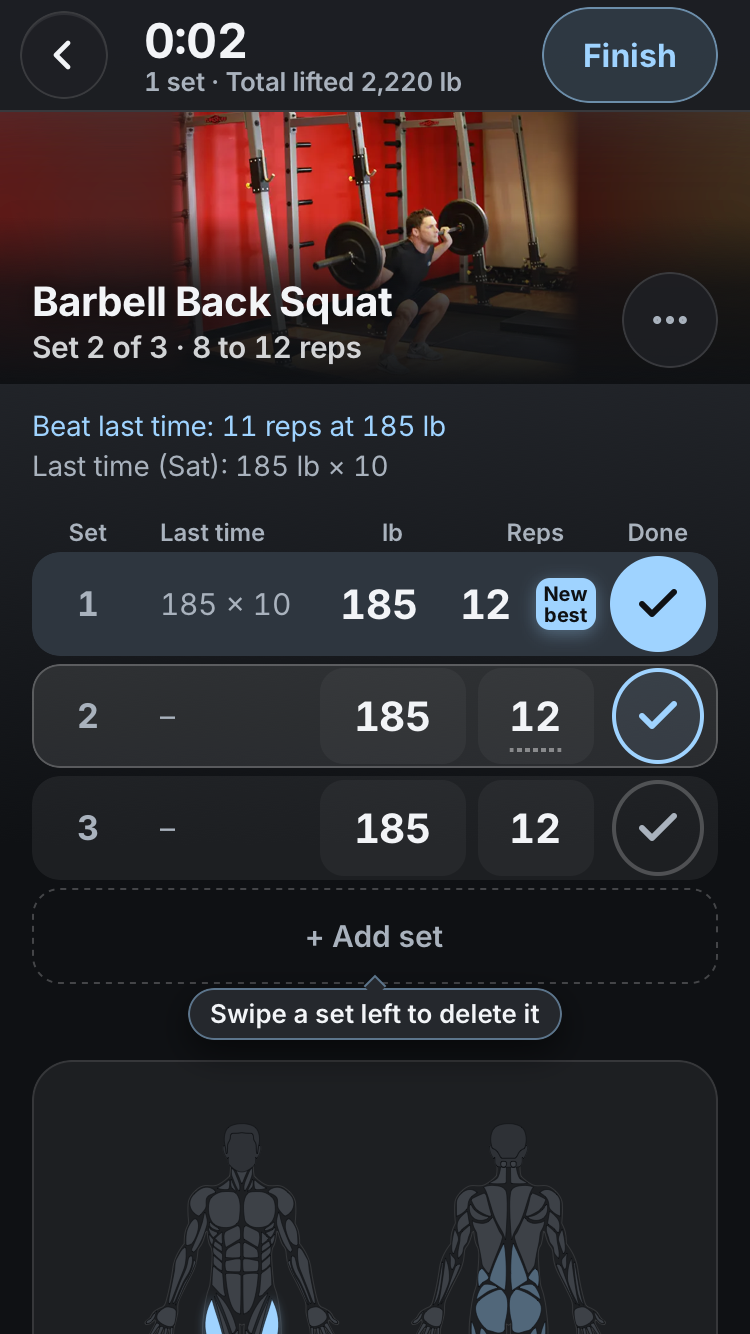 0:02
1 set · Total lifted 2,220 lb
Finish
Barbell Back Squat
Set 2 of 3 · 8 to 12 reps
Beat last time: 11 reps at 185 lb
Last time (Sat): 185 lb × 10
Set Last time lb Reps Done
1 185 × 10 185 12 New best
2 – 185 12
3 – 185 12
+ Add set
Swipe a set left to delete it